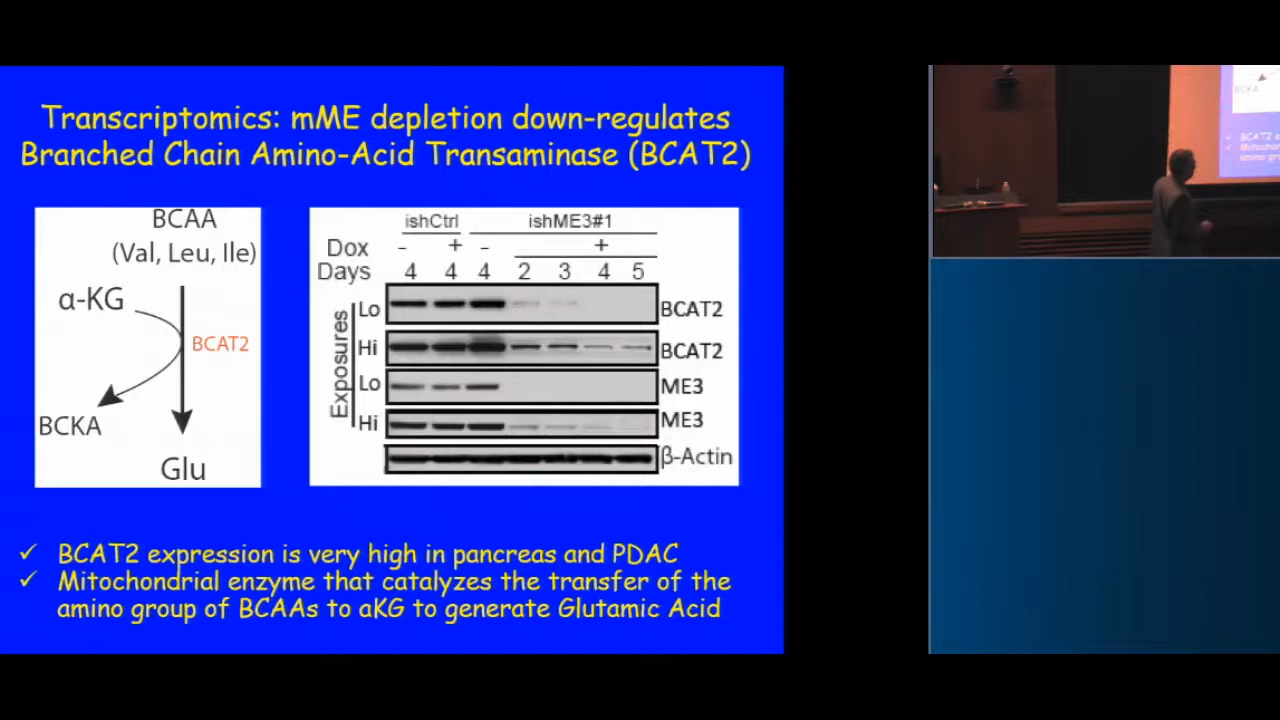 Transcriptomics: mME depletion down-regulates
Branched Chain Amino-Acid Transaminase (BCAT2)
BCAA
(Val, Leu, Ile)
α-KG
BCAT2
BCKA
Glu
ishCtrl ishME3#1
Dox - + - +
Days 4 4 4 2 3 4 5
Exposures
Lo BCAT2
Hi BCAT2
Lo ME3
Hi ME3
β-Actin
✓ BCAT2 expression is very high in pancreas and PDAC
✓ Mitochondrial enzyme that catalyzes the transfer of the
amino group of BCAAs to aKG to generate Glutamic Acid
BCKA
BCAT2
amino